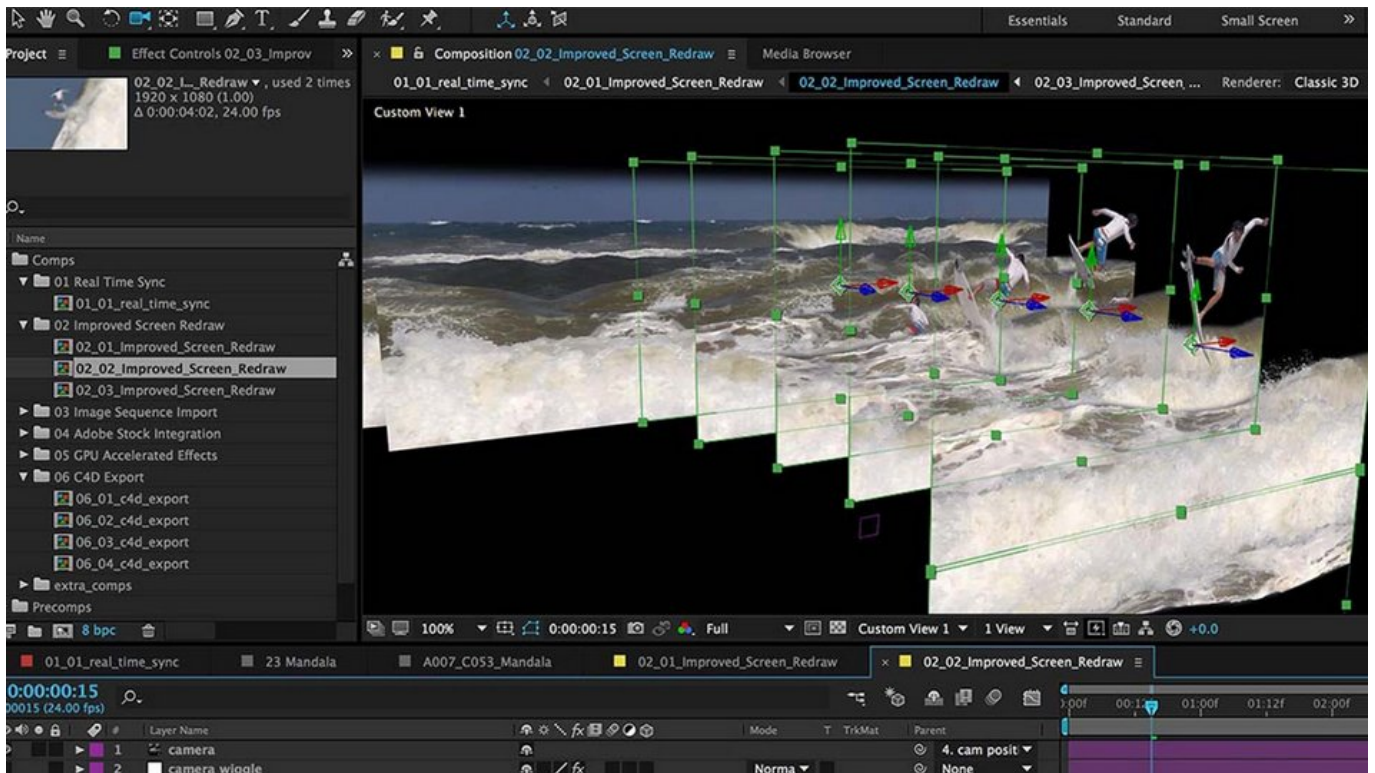 T
Essentials Standard Small Screen »
Project Effect Controls 02_03_Improv »
× Composition 02_02_Improved_Screen_Redraw Media Browser
01_01_real_time_sync 02_01_Improved_Screen_Redraw 02_02_Improved_Screen_Redraw 02_03_Improved_Screen_... Renderer: Classic 3D
02_02_I..._Redraw ▾, used 2 times
1920 x 1080 (1.00)
Δ 0:00:04:02, 24.00 fps
Custom View 1
Name
Comps
01 Real Time Sync
01_01_real_time_sync
02 Improved Screen Redraw
02_01_Improved_Screen_Redraw
02_02_Improved_Screen_Redraw
02_03_Improved_Screen_Redraw
03 Image Sequence Import
04 Adobe Stock Integration
05 GPU Accelerated Effects
06 C4D Export
06_01_c4d_export
06_02_c4d_export
06_03_c4d_export
06_04_c4d_export
extra_comps
Precomps
8 bpc
100% 0:00:00:15 Full Custom View 1 1 View +0.0
01_01_real_time_sync 23 Mandala A007_C053_Mandala 02_01_Improved_Screen_Redraw × 02_02_Improved_Screen_Redraw
0:00:00:15
00015 (24.00 fps)
01:00f 01:12f 02:00f
# Layer Name fx Mode T TrkMat Parent
1 camera 4. cam positi
2 camera wiggle fx Norma None